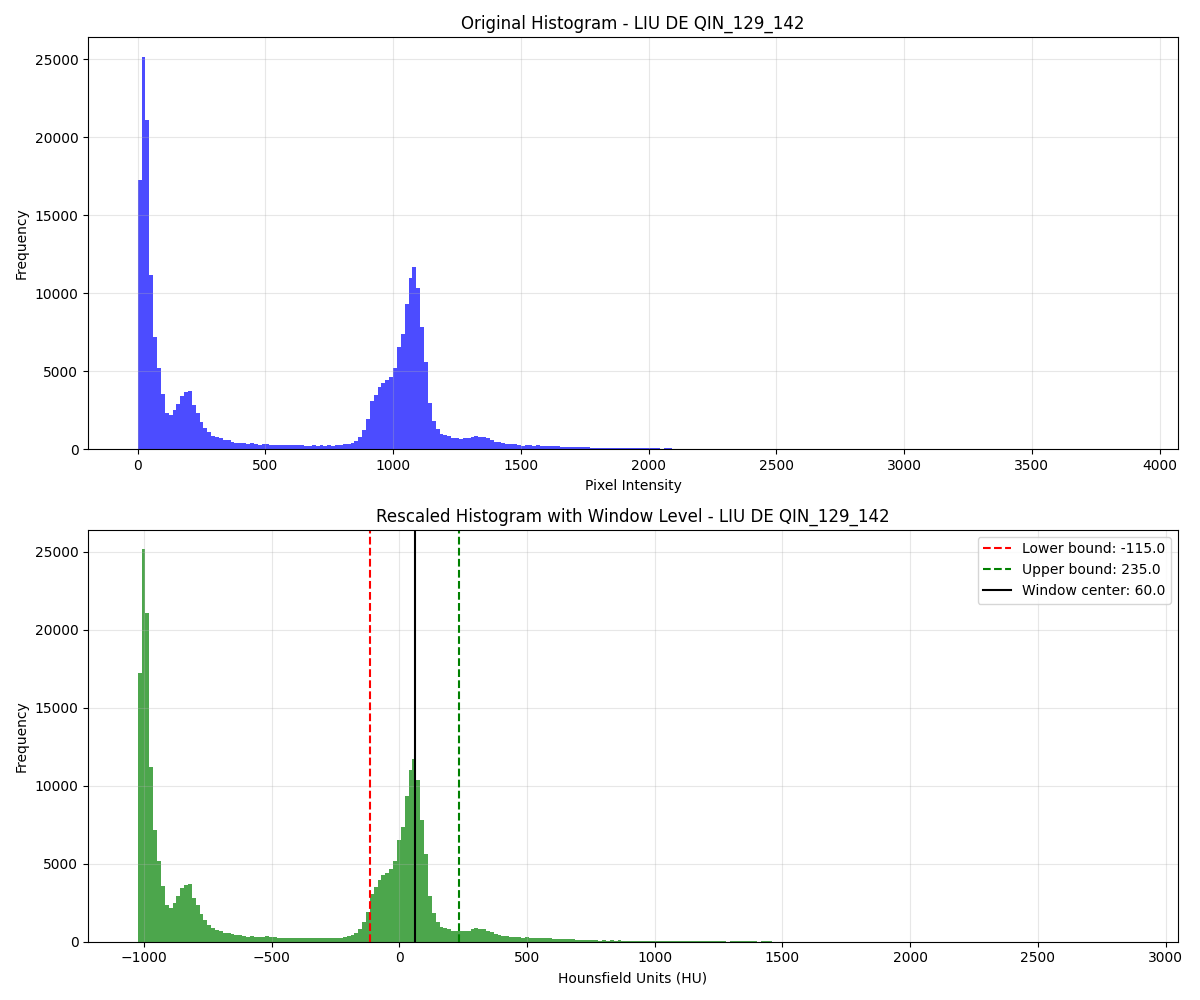 Original Histogram - LIU DE QIN_129_142
25000
20000
15000
10000
5000
0
Frequency
0 500 1000 1500 2000 2500 3000 3500 4000
Pixel Intensity
Rescaled Histogram with Window Level - LIU DE QIN_129_142
Lower bound: -115.0
Upper bound: 235.0
Window center: 60.0
25000
20000
15000
10000
5000
0
Frequency
−1000 −500 0 500 1000 1500 2000 2500 3000
Hounsfield Units (HU)